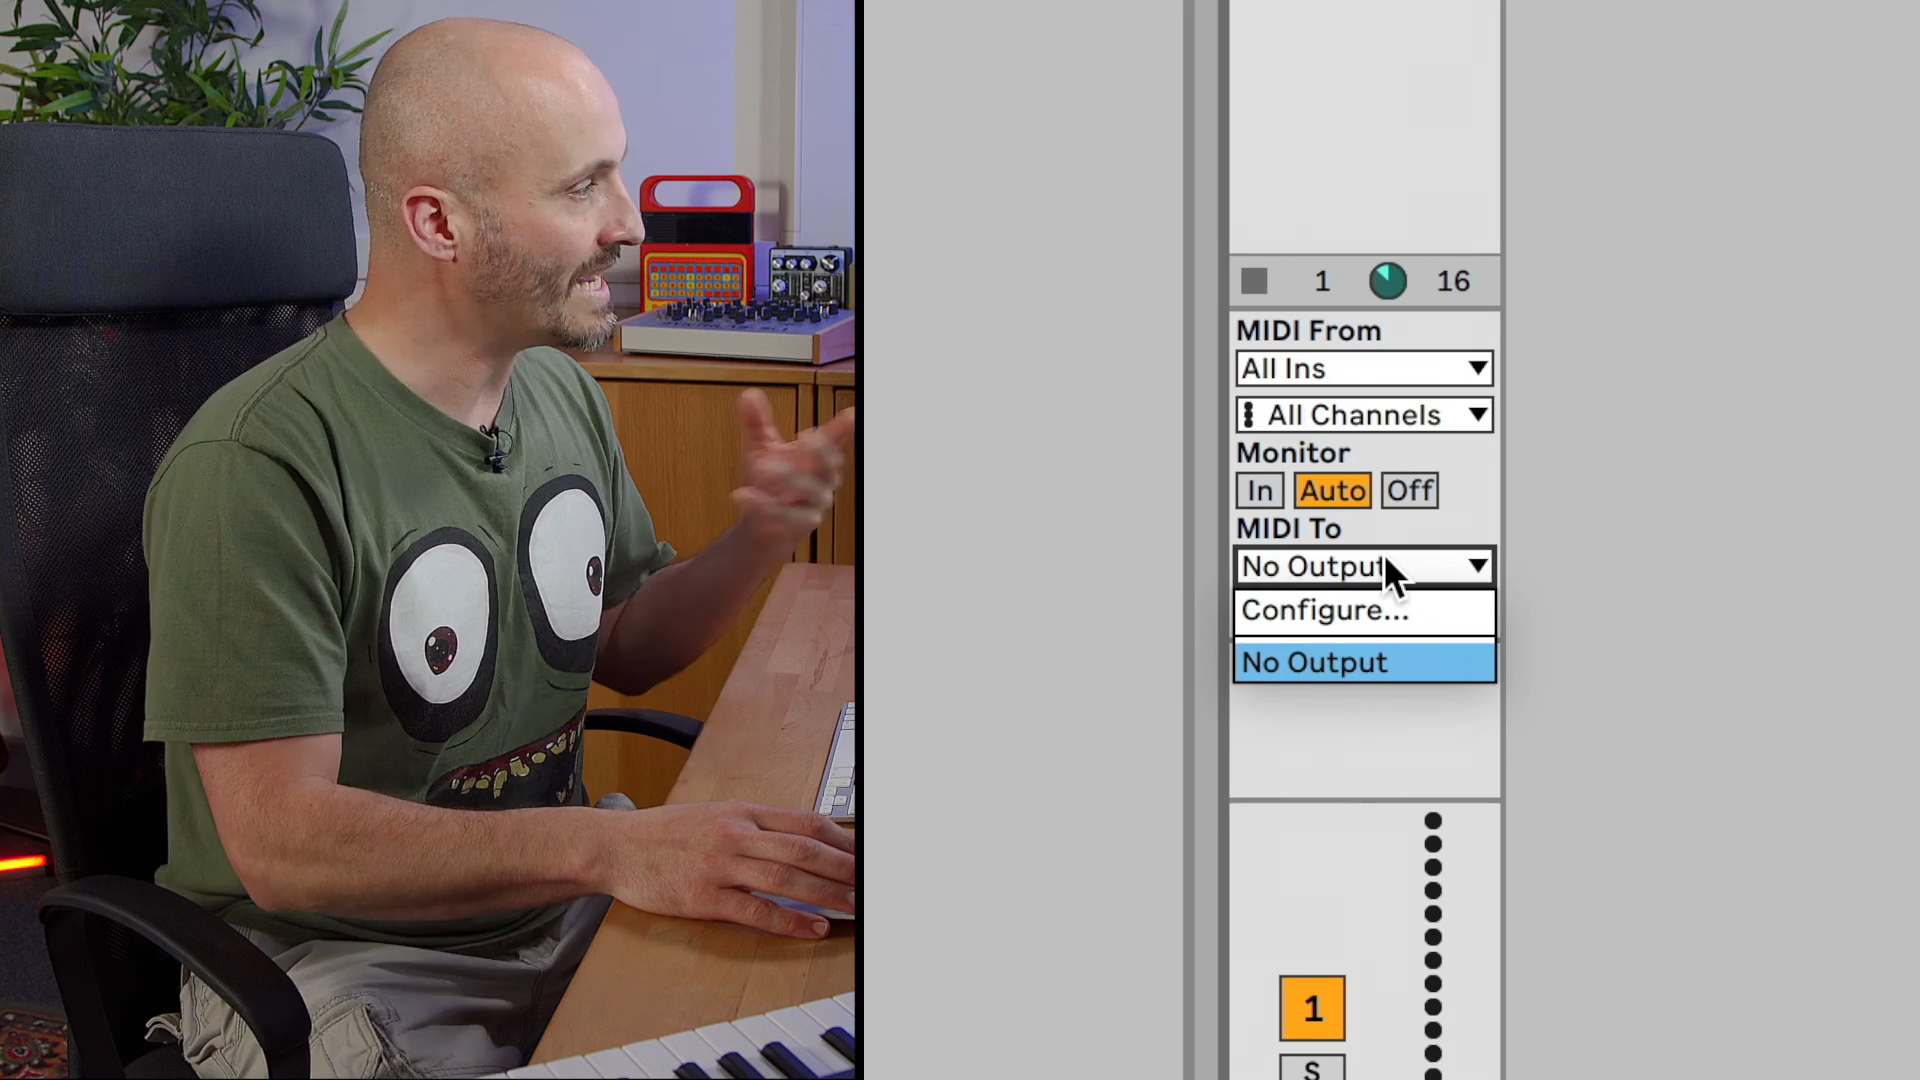 1 16
MIDI From
All Ins
All Channels
Monitor
In Auto Off
MIDI To
No Output
Configure...
No Output
1
S